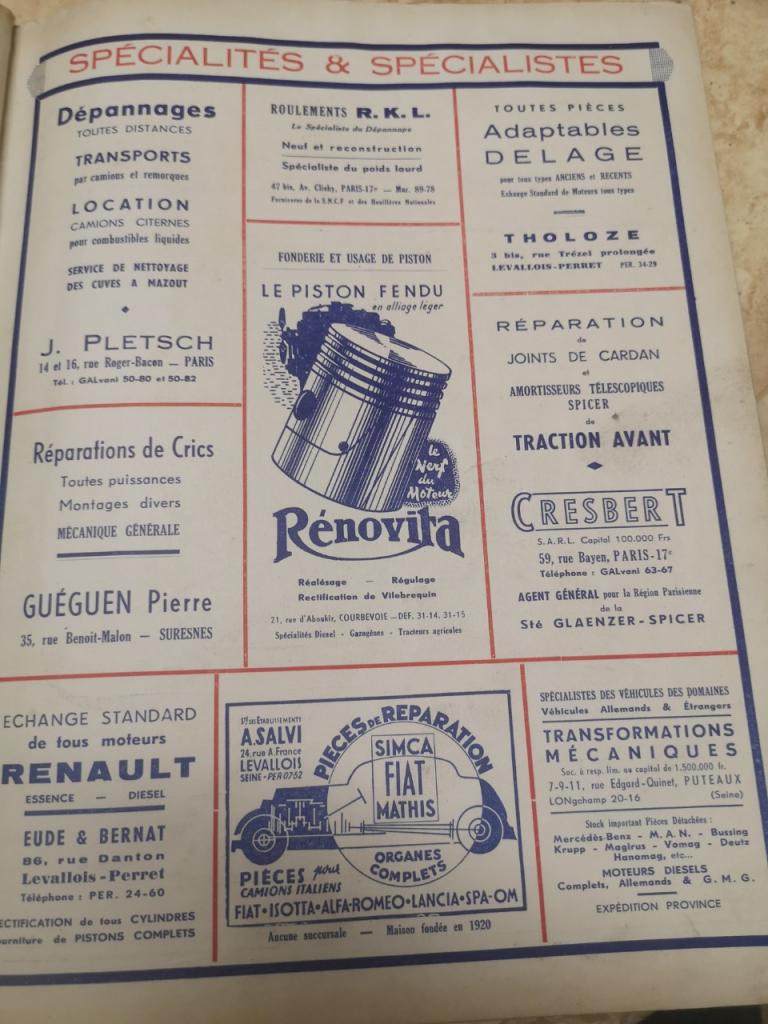 SPÉCIALITÉS & SPÉCIALISTES
Dépannages
TOUTES DISTANCES
TRANSPORTS
par camions et remorques
LOCATION
CAMIONS CITERNES
pour combustibles liquides
SERVICE DE NETTOYAGE
DES CUVES A MAZOUT
J. PLETSCH
14 et 16, rue Roger-Bacon — PARIS
Tél. : GALvani 50-80 et 50-82
Réparations de Crics
Toutes puissances
Montages divers
MÉCANIQUE GÉNÉRALE
GUÉGUEN Pierre
35, rue Benoit-Malon — SURESNES
ROULEMENTS R.K.L.
Le Spécialiste du Dépannage
Neuf et reconstruction
Spécialiste du poids lourd
47 bis, Av. Clichy, PARIS-17e — Mar. 89-78
Fournisseur de la S.N.C.F et des Houillères Nationales
FONDERIE ET USAGE DE PISTON
LE PISTON FENDU
en alliage léger
le
Nerf
du
Moteur
Rénovita
Réalésage — Régulage
Rectification de Vilebrequin
21, rue d'Aboukir, COURBEVOIE — DEF. 31-14, 31-15
Spécialités Diesel - Gazogènes - Tracteurs agricoles
TOUTES PIÈCES
Adaptables
DELAGE
pour tous types ANCIENS et RECENTS
Echange Standard de Moteurs tous types
THOLOZE
3 bis, rue Trézel prolongée
LEVALLOIS-PERRET PER. 34-29
RÉPARATION
de
JOINTS DE CARDAN
et
AMORTISSEURS TÉLESCOPIQUES
SPICER
de
TRACTION AVANT
CRESBERT
S.A.R.L. Capital 100.000 Frs
59, rue Bayen, PARIS-17e
Téléphone : GALvani 63-67
AGENT GÉNÉRAL pour la Région Parisienne
de la
Sté GLAENZER-SPICER
ECHANGE STANDARD
de tous moteurs
RENAULT
ESSENCE — DIESEL
EUDE & BERNAT
86, rue Danton
Levallois-Perret
Téléphone : PER. 24-60
RECTIFICATION de tous CYLINDRES
ourniture de PISTONS COMPLETS
Sté DES ÉTABLISSEMENTS
A.SALVI
24, rue A. France
LEVALLOIS
SEINE - PER 0752
PIECES DE REPARATION
SIMCA
FIAT
MATHIS
ORGANES
COMPLETS
PIÈCES pour
CAMIONS ITALIENS
FIAT•ISOTTA•ALFA-ROMEO•LANCIA•SPA-OM
Aucune succursale — Maison fondée en 1920
SPÉCIALISTES DES VÉHICULES DES DOMAINES
Véhicules Allemands & Étrangers
TRANSFORMATIONS
MÉCANIQUES
Soc. à resp. lim. au capital de 1.500.000 fr.
7-9-11, rue Edgard-Quinet, PUTEAUX
LONgchamp 20-16 (Seine)
Stock important Pièces Détachées :
Mercédès-Benz - M.A.N. - Bussing
Krupp - Magirus - Vomag - Deutz
Hanomag, etc...
MOTEURS DIESELS
Complets, Allemands & G.M.G.
EXPÉDITION PROVINCE